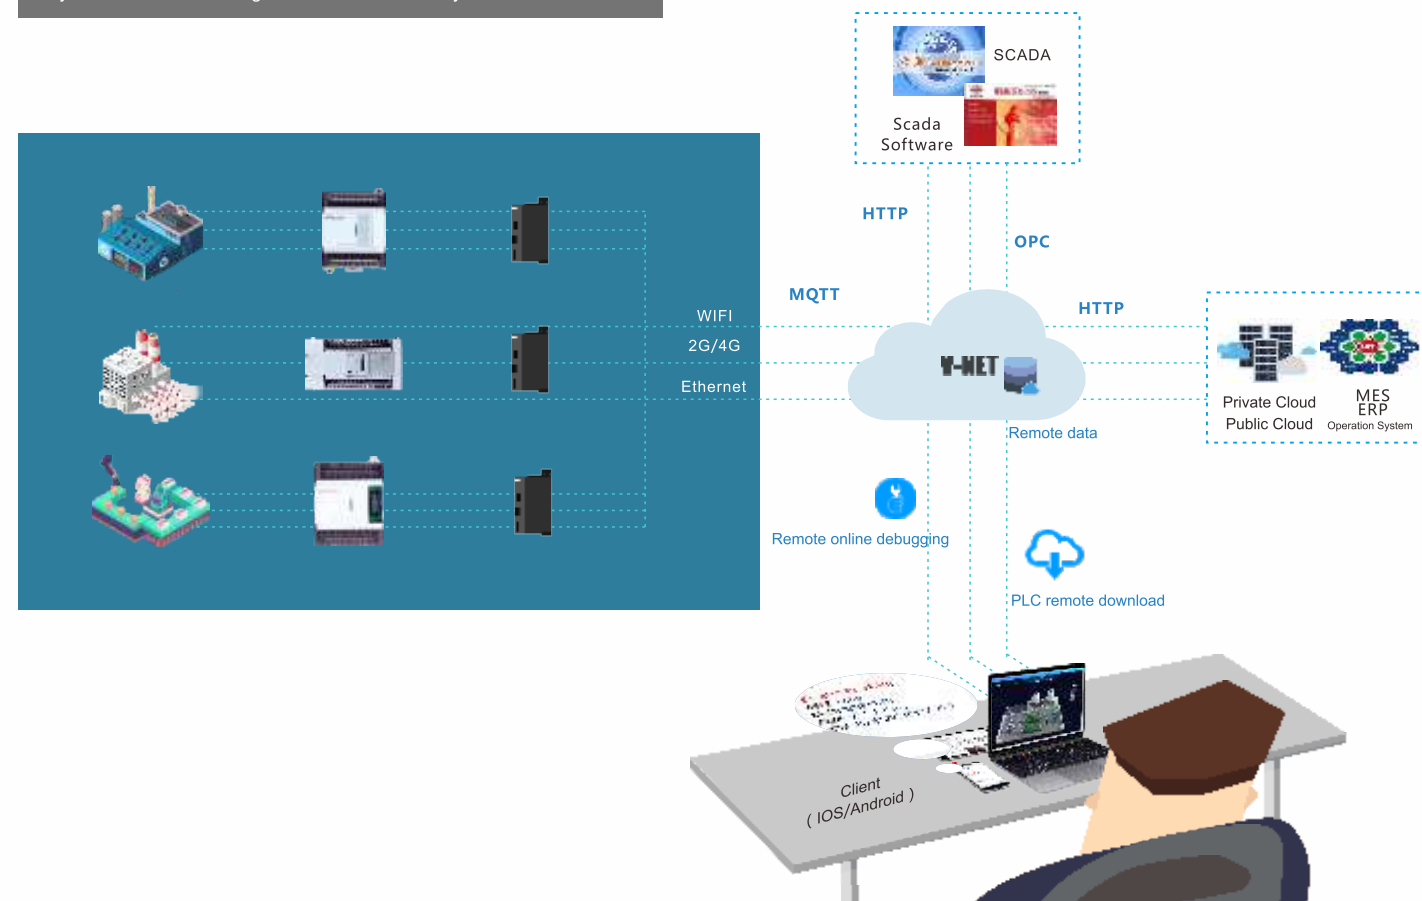 SCADA
Scada
Software
HTTP
OPC
MQTT
HTTP
WIFI
2G/4G
Ethernet
Y-NET
Private Cloud
Public Cloud
MES
ERP
Operation System
Remote data
Remote online debugging
PLC remote download
Client
( IOS/Android )